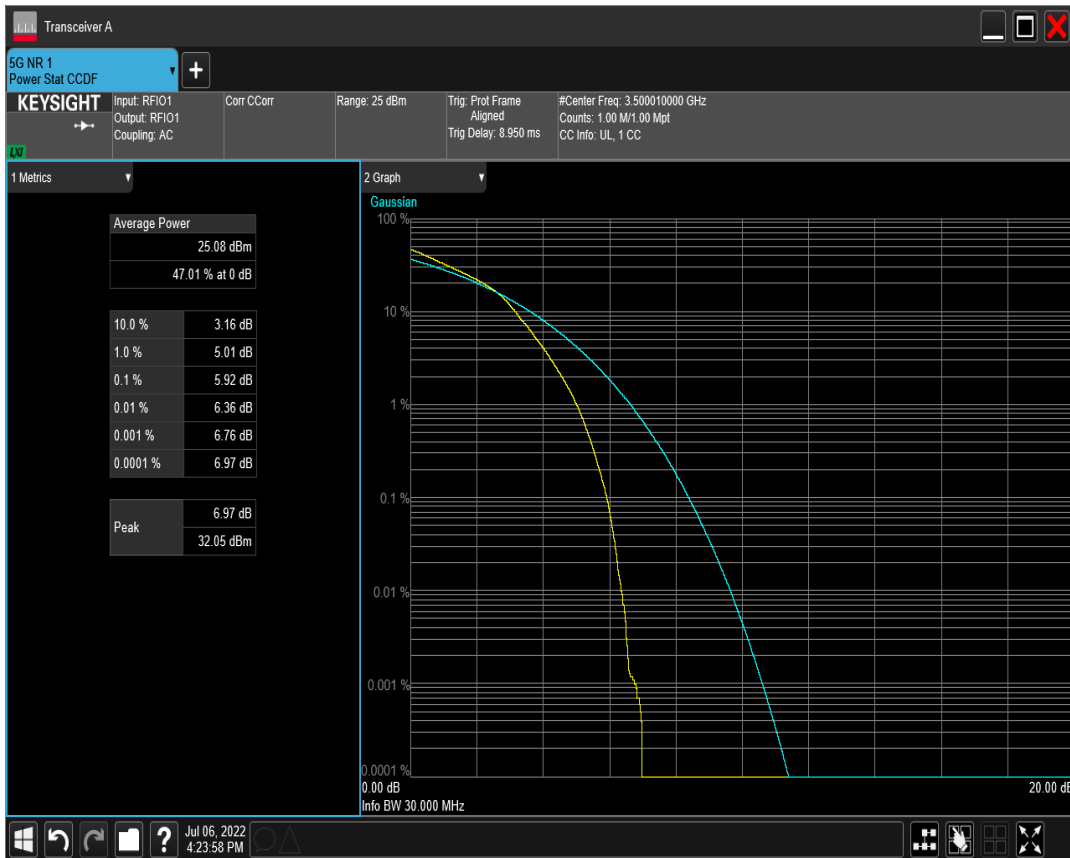 Transceiver A
5G NR 1
Power Stat CCDF
KEYSIGHT
LXI
Input: RFIO1
Output: RFIO1
Coupling: AC
Corr CCorr
Range: 25 dBm
Trig: Prot Frame
Aligned
Trig Delay: 8.950 ms
#Center Freq: 3.500010000 GHz
Counts: 1.00 M/1.00 Mpt
CC Info: UL, 1 CC
1 Metrics
Average Power
25.08 dBm
47.01 % at 0 dB
10.0 % 3.16 dB
1.0 % 5.01 dB
0.1 % 5.92 dB
0.01 % 6.36 dB
0.001 % 6.76 dB
0.0001 % 6.97 dB
Peak
6.97 dB
32.05 dBm
2 Graph
Gaussian
100 %
10 %
1 %
0.1 %
0.01 %
0.001 %
0.0001 %
0.00 dB 20.00 dB
Info BW 30.000 MHz
Jul 06, 2022
4:23:58 PM